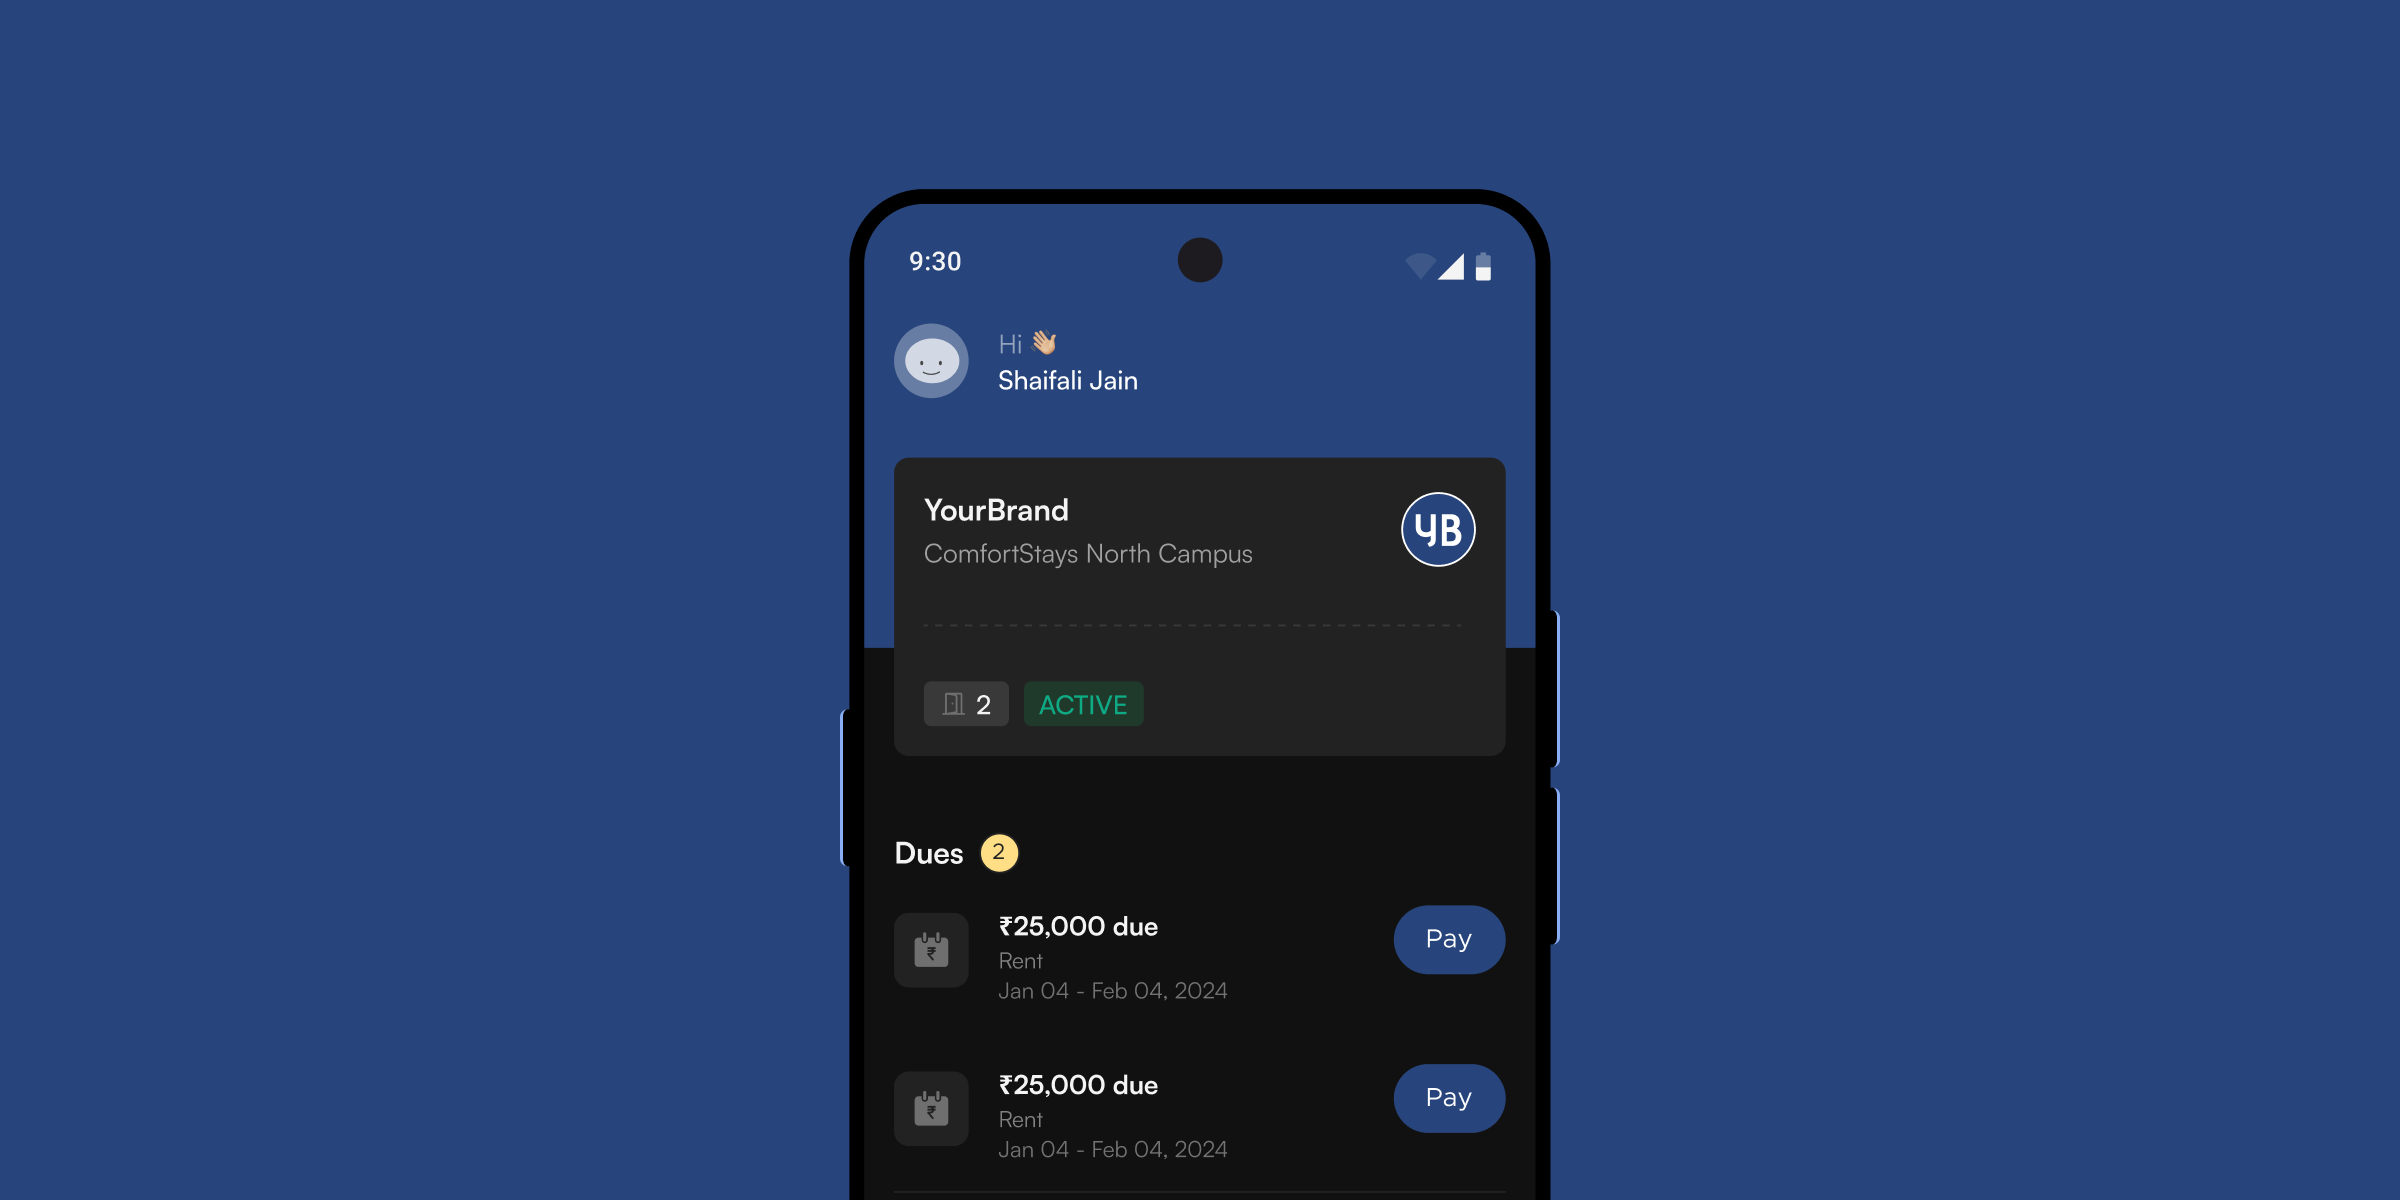 9:30
Hi 👋🏼
Shaifali Jain
YourBrand
YB
ComfortStays North Campus
2
ACTIVE
Dues 2
₹25,000 due
Rent
Jan 04 - Feb 04, 2024
Pay
₹25,000 due
Rent
Jan 04 - Feb 04, 2024
Pay